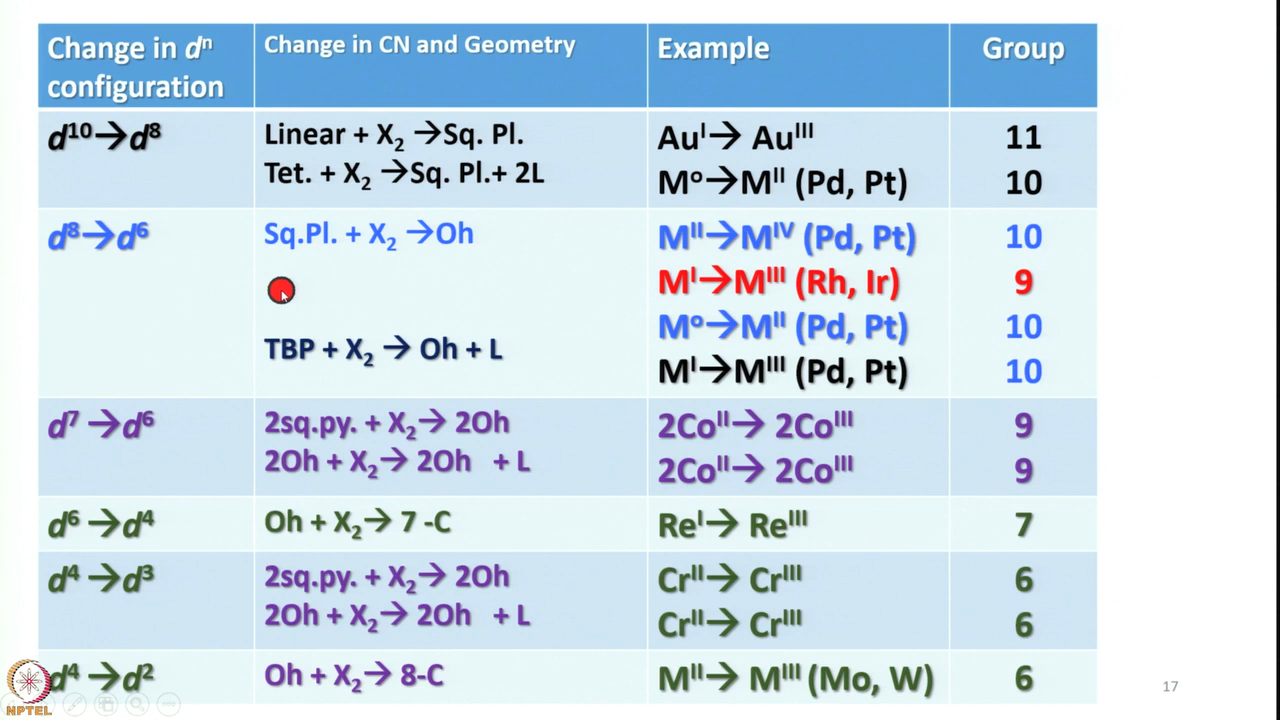 Change in dⁿ configuration | Change in CN and Geometry | Example | Group
d¹⁰→d⁸ | Linear + X₂ →Sq. Pl. | Auᴵ→ Auᴵᴵᴵ | 11
Tet. + X₂ →Sq. Pl.+ 2L | Mᵒ→Mᴵᴵ (Pd, Pt) | 10
d⁸→d⁶ | Sq.Pl. + X₂ →Oh | Mᴵᴵ→Mᴵⱽ (Pd, Pt) | 10
Mᴵ→Mᴵᴵᴵ (Rh, Ir) | 9
Mᵒ→Mᴵᴵ (Pd, Pt) | 10
TBP + X₂ → Oh + L | Mᴵ→Mᴵᴵᴵ (Pd, Pt) | 10
d⁷ →d⁶ | 2sq.py. + X₂→ 2Oh | 2Coᴵᴵ→ 2Coᴵᴵᴵ | 9
2Oh + X₂→ 2Oh + L | 2Coᴵᴵ→ 2Coᴵᴵᴵ | 9
d⁶ →d⁴ | Oh + X₂→ 7 -C | Reᴵ→ Reᴵᴵᴵ | 7
d⁴ →d³ | 2sq.py. + X₂→ 2Oh | Crᴵᴵ→ Crᴵᴵᴵ | 6
2Oh + X₂→ 2Oh + L | Crᴵᴵ→ Crᴵᴵᴵ | 6
d⁴ →d² | Oh + X₂→ 8-C | Mᴵᴵ→ Mᴵᴵᴵ (Mo, W) | 6
17
NPTEL